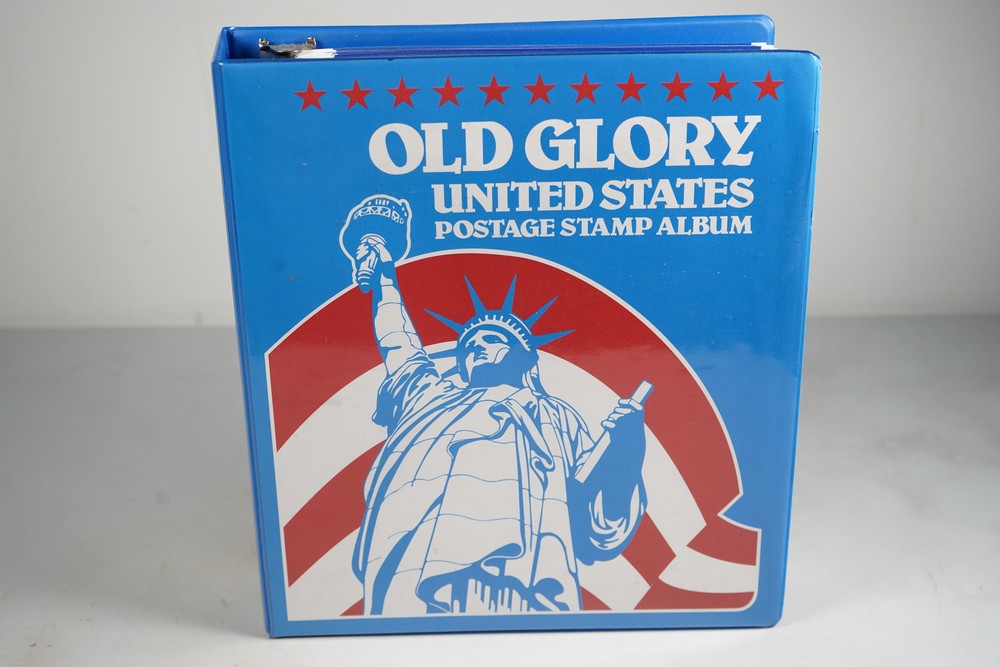 OLD GLORY
UNITED STATES
POSTAGE STAMP ALBUM